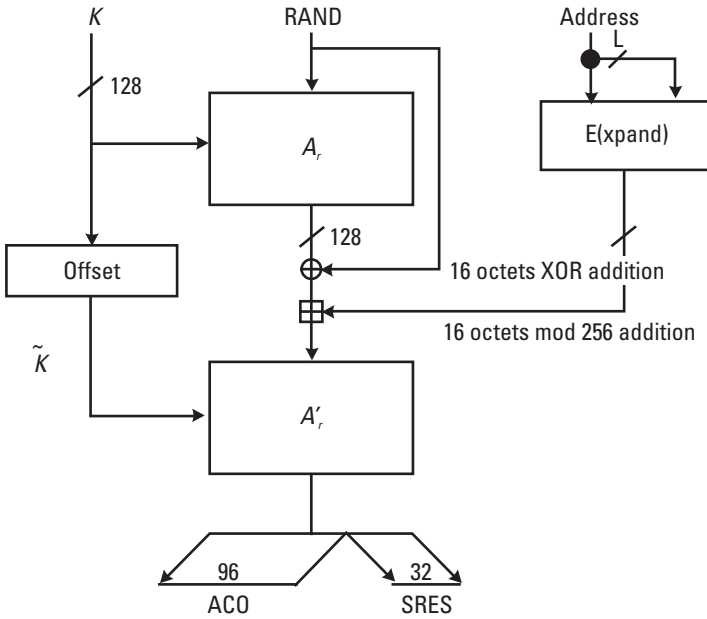 K
RAND
Address
L
128
A_r
E(xpand)
128
Offset
16 octets XOR addition
16 octets mod 256 addition
K̃
A′_r
96
32
ACO
SRES